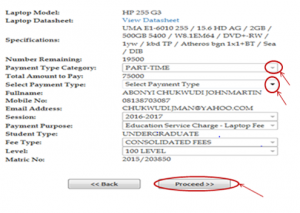 Laptop Model: HP 255 G3
Laptop Datasheet: View Datasheet
UMA E1-6010 255 / 15.6 HD AG / 2GB /
Specifications: 500GB 5400 / W8.1EM64 / DVD+-RW /
1yw / kbd TP / Atheros bgn 1x1+BT / Sea
/ DIB
Number Remaining: 19500
Payment Type Category: PART-TIME
Total Amount to Pay: 75000
Select Payment Type: Select Payment Type
Fullname: ABONYI CHUKWUDI JOHNMARTIN
Mobile No: 08138703087
Email Address: CHUKWUDI.JMAN@YAHOO.COM
Session: 2016-2017
Payment Purpose: Education Service Charge - Laptop Fee
Student Type: UNDERGRADUATE
Fee Type: CONSOLIDATED FEES
Level: 100 LEVEL
Matric No: 2015/203650
<< Back Proceed >>